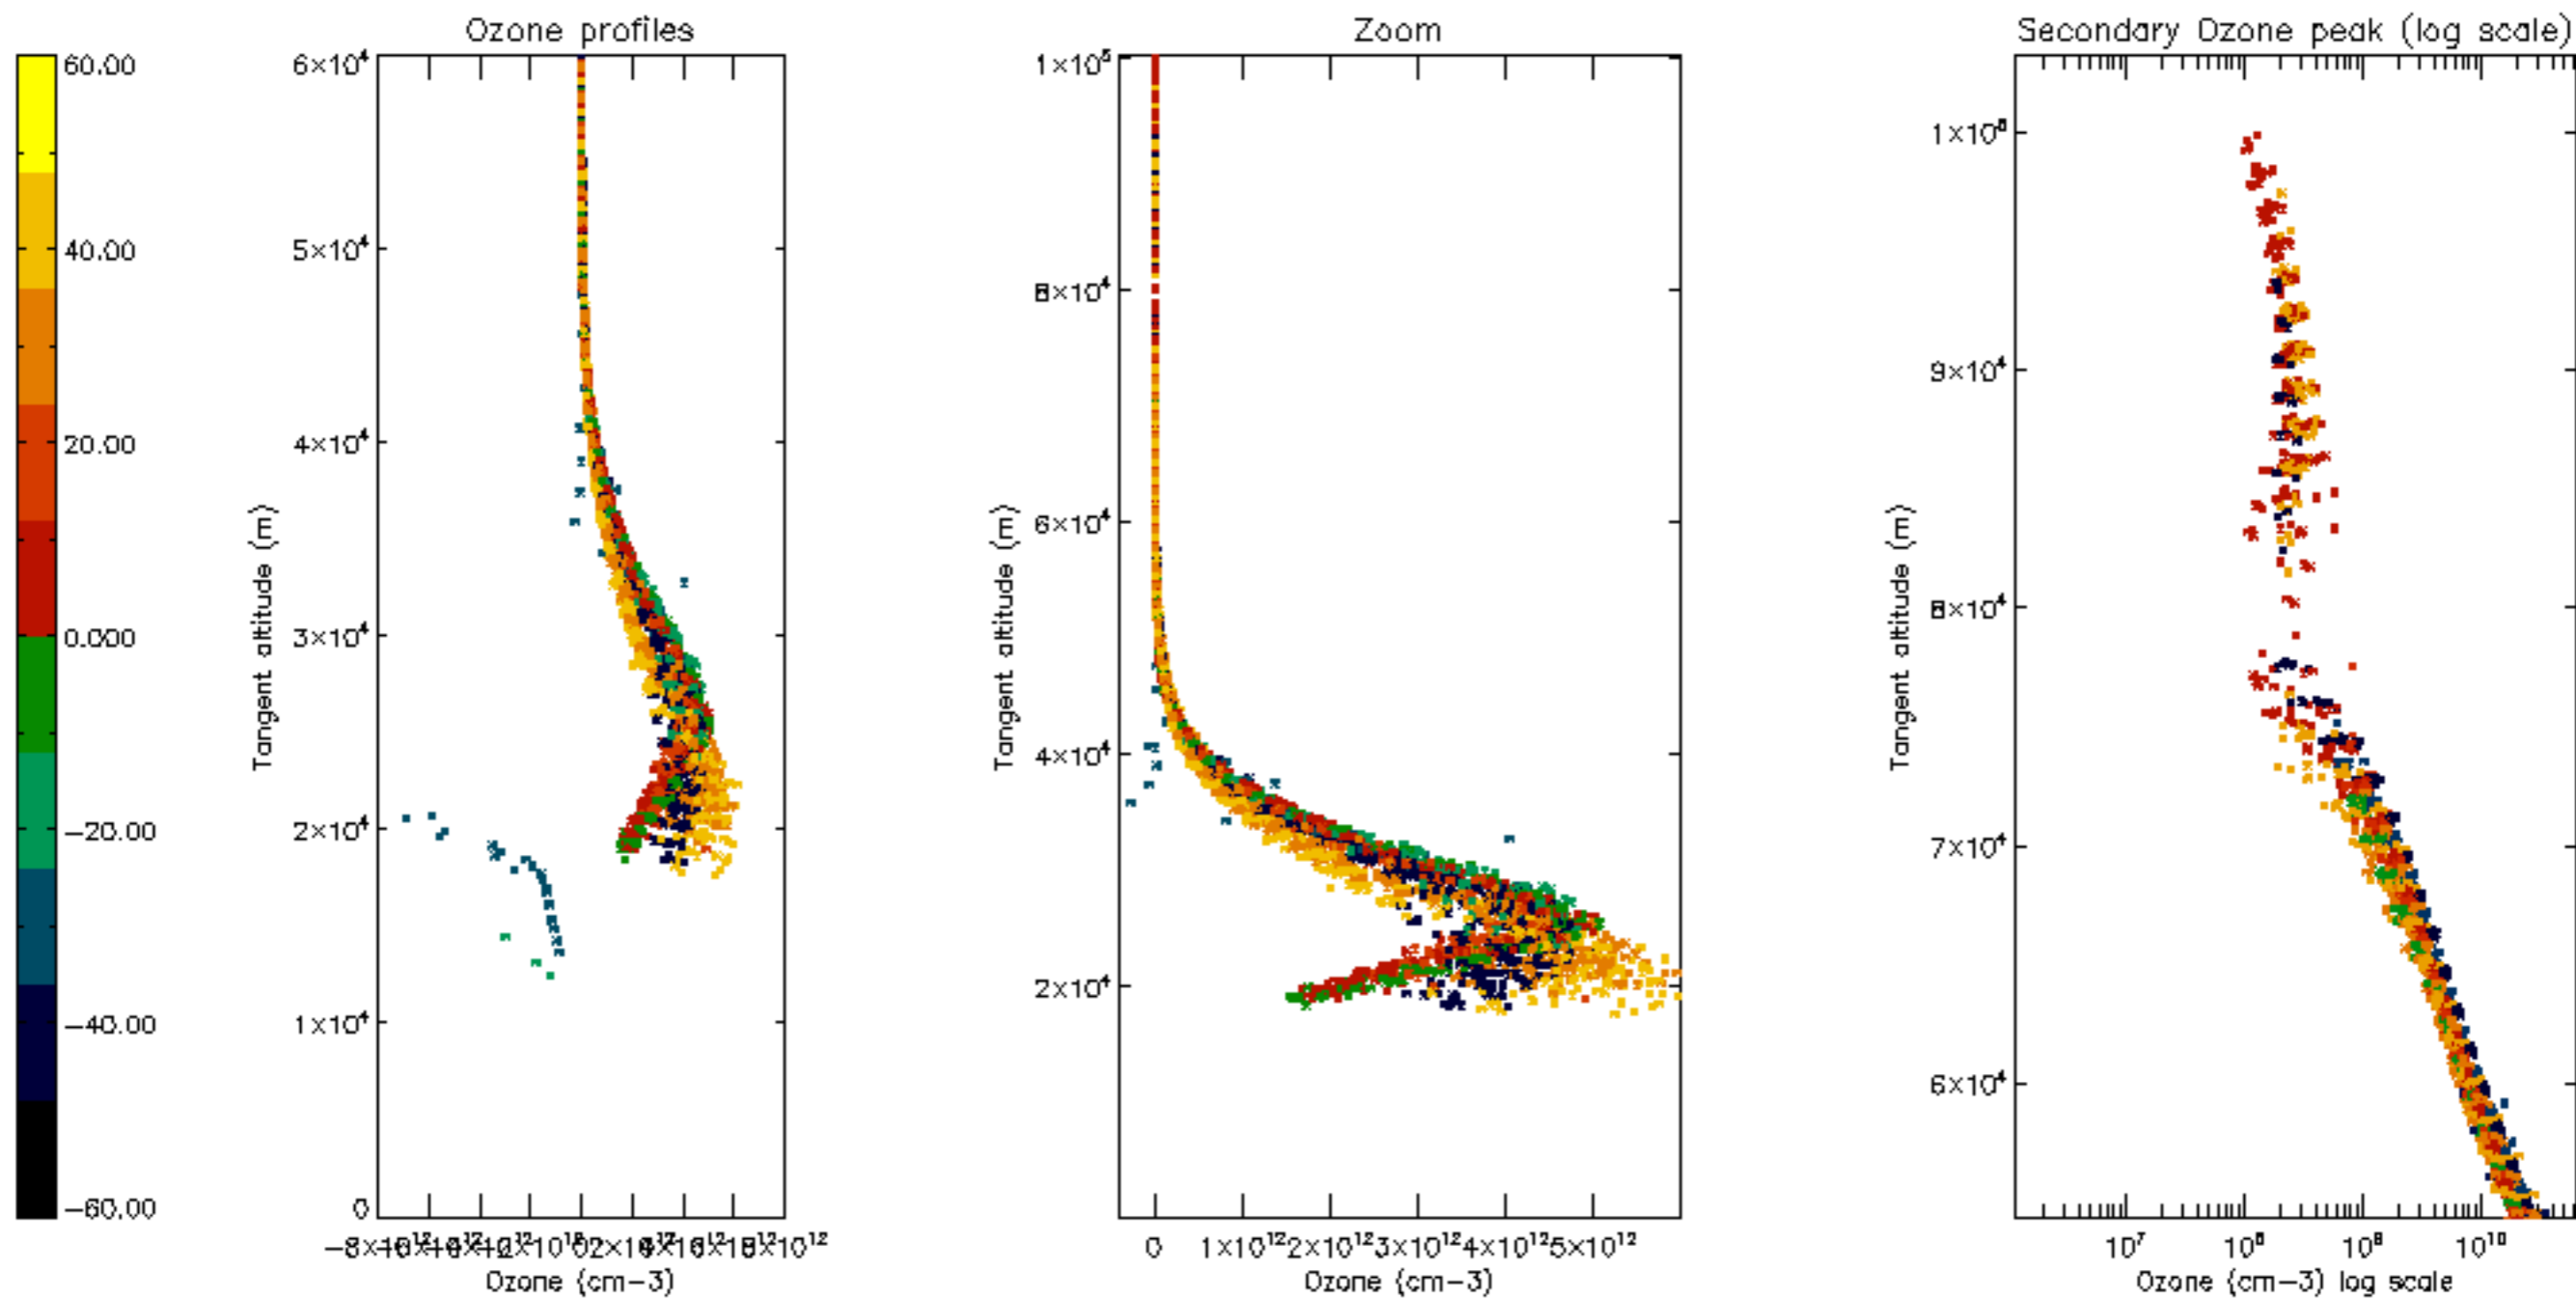 Ozone profiles
Zoom
Secondary Ozone peak (log scale)
60.00
40.00
20.00
0.000
-20.00
-40.00
-60.00
6×10⁴
5×10⁴
4×10⁴
3×10⁴
2×10⁴
1×10⁴
0
Tangent altitude (m)
Ozone (cm-3)
1×10⁵
8×10⁴
6×10⁴
4×10⁴
2×10⁴
Tangent altitude (m)
0 1×10¹² 2×10¹² 3×10¹² 4×10¹² 5×10¹²
Ozone (cm-3)
9×10⁴
8×10⁴
7×10⁴
6×10⁴
Tangent altitude (m)
10⁷ 10⁸ 10⁹ 10¹⁰
Ozone (cm-3) log scale